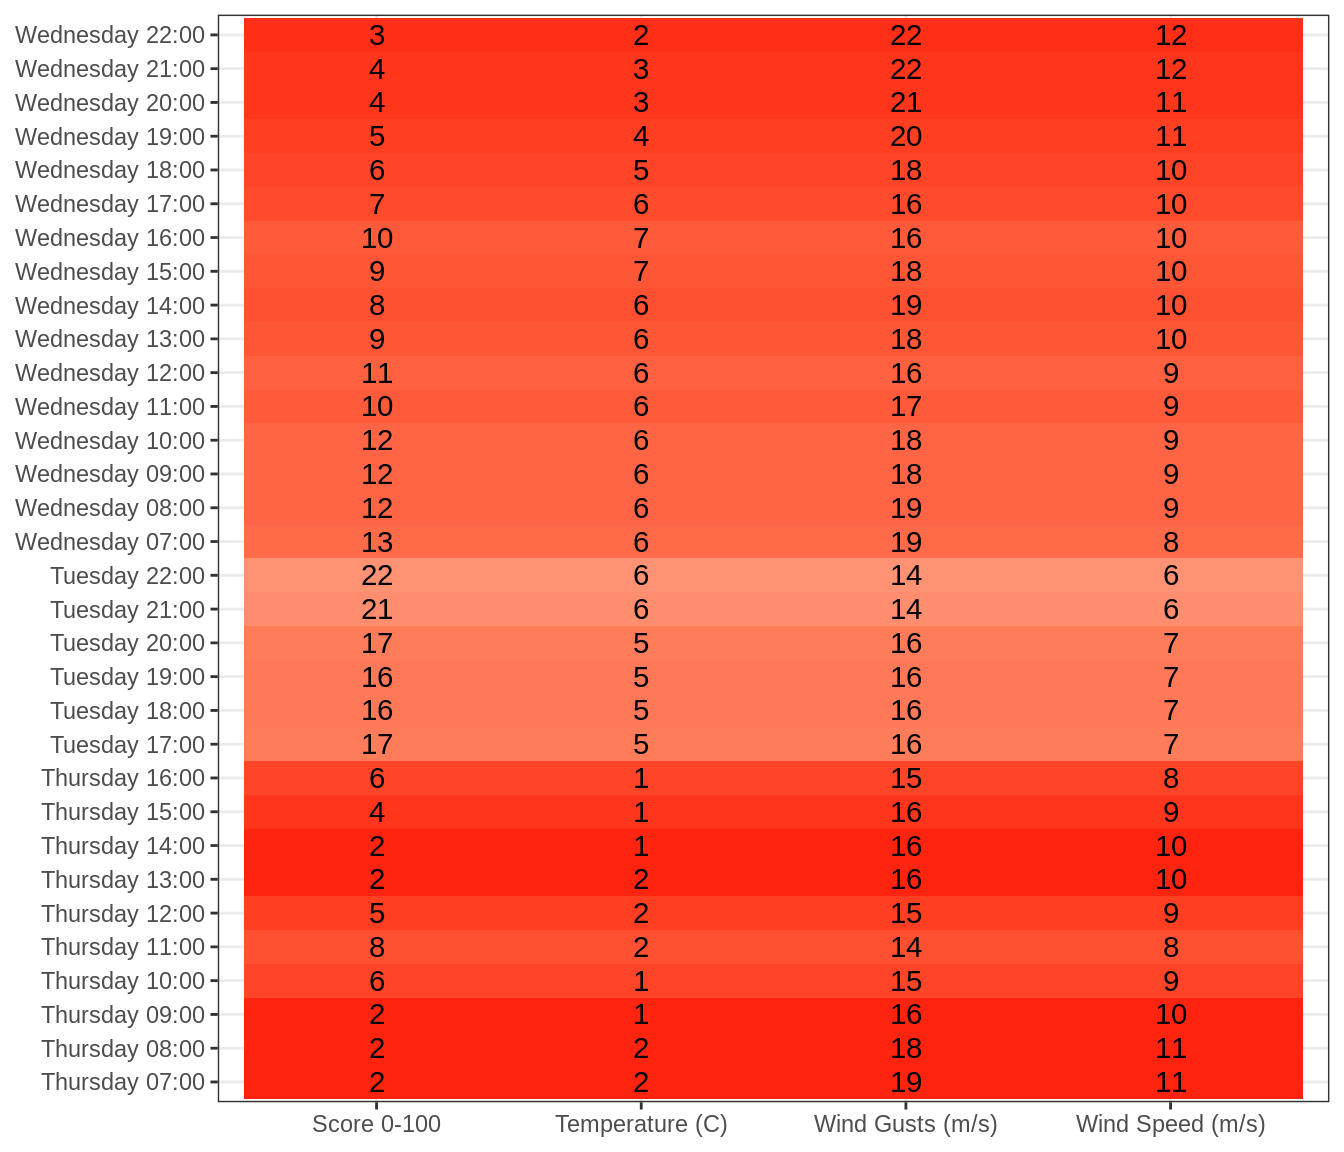 Wednesday 22:00 3 2 22 12
Wednesday 21:00 4 3 22 12
Wednesday 20:00 4 3 21 11
Wednesday 19:00 5 4 20 11
Wednesday 18:00 6 5 18 10
Wednesday 17:00 7 6 16 10
Wednesday 16:00 10 7 16 10
Wednesday 15:00 9 7 18 10
Wednesday 14:00 8 6 19 10
Wednesday 13:00 9 6 18 10
Wednesday 12:00 11 6 16 9
Wednesday 11:00 10 6 17 9
Wednesday 10:00 12 6 18 9
Wednesday 09:00 12 6 18 9
Wednesday 08:00 12 6 19 9
Wednesday 07:00 13 6 19 8
Tuesday 22:00 22 6 14 6
Tuesday 21:00 21 6 14 6
Tuesday 20:00 17 5 16 7
Tuesday 19:00 16 5 16 7
Tuesday 18:00 16 5 16 7
Tuesday 17:00 17 5 16 7
Thursday 16:00 6 1 15 8
Thursday 15:00 4 1 16 9
Thursday 14:00 2 1 16 10
Thursday 13:00 2 2 16 10
Thursday 12:00 5 2 15 9
Thursday 11:00 8 2 14 8
Thursday 10:00 6 1 15 9
Thursday 09:00 2 1 16 10
Thursday 08:00 2 2 18 11
Thursday 07:00 2 2 19 11
Score 0-100 Temperature (C) Wind Gusts (m/s) Wind Speed (m/s)